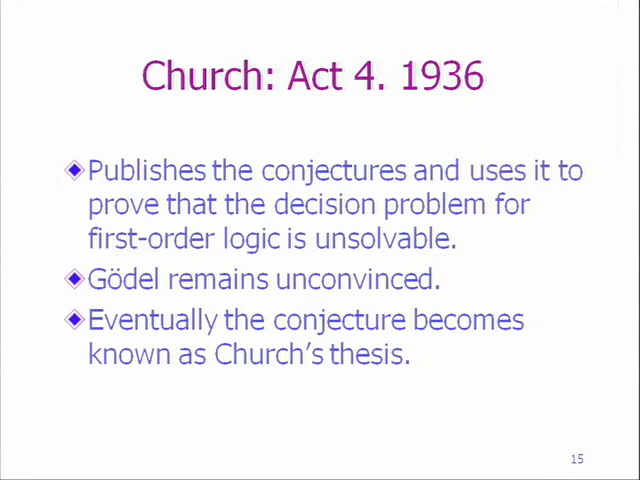 Church: Act 4. 1936
Publishes the conjectures and uses it to
prove that the decision problem for
first-order logic is unsolvable.
Gödel remains unconvinced.
Eventually the conjecture becomes
known as Church's thesis.
15